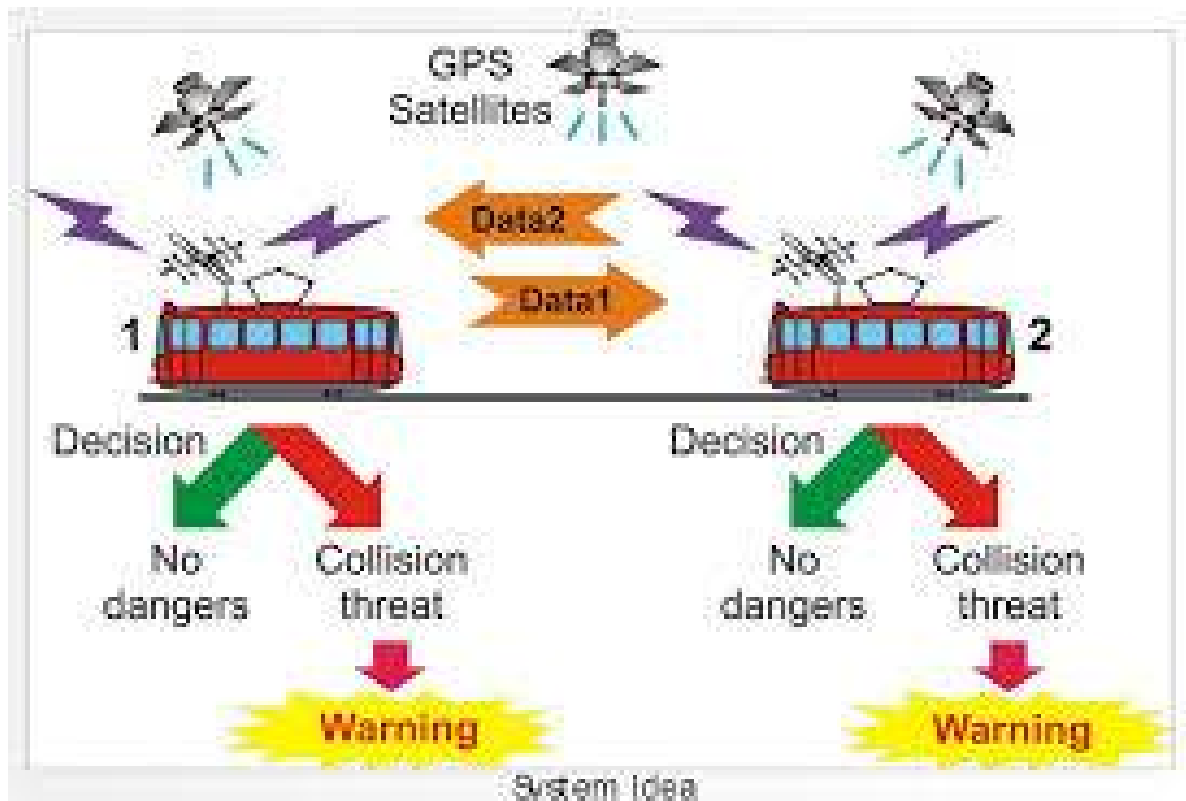 GPS
Satellites
Data2
Data1
1
2
Decision
Decision
No
dangers
Collision
threat
No
dangers
Collision
threat
Warning
Warning
System Idea